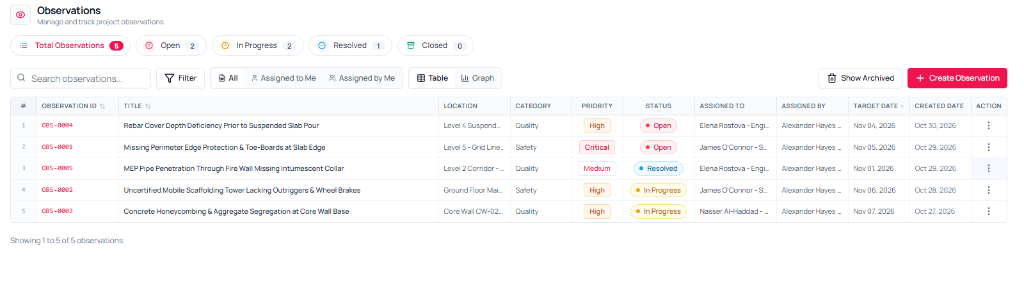 Observations
Manage and track project observations.
Total Observations 5 Open 2 In Progress 2 Resolved 1 Closed 0
Search observations... Filter All Assigned to Me Assigned by Me Table Graph Show Archived Create Observation
# OBSERVATION ID TITLE LOCATION CATEGORY PRIORITY STATUS ASSIGNED TO ASSIGNED BY TARGET DATE CREATED DATE ACTION
1 OBS-0004 Rebar Cover Depth Deficiency Prior to Suspended Slab Pour Level 4 Suspend... Quality High Open Elena Rostova - Engi... Alexander Hayes ... Nov 04, 2026 Oct 30, 2026
2 OBS-0001 Missing Perimeter Edge Protection & Toe-Boards at Slab Edge Level 5 - Grid Line... Safety Critical Open James O'Connor - S... Alexander Hayes ... Nov 05, 2026 Oct 29, 2026
3 OBS-0005 MEP Pipe Penetration Through Fire Wall Missing Intumescent Collar Level 2 Corridor - ... Quality Medium Resolved Elena Rostova - Engi... Alexander Hayes ... Nov 01, 2026 Oct 29, 2026
4 OBS-0002 Uncertified Mobile Scaffolding Tower Lacking Outriggers & Wheel Brakes Ground Floor Mai... Safety High In Progress James O'Connor - S... Alexander Hayes ... Nov 06, 2026 Oct 28, 2026
5 OBS-0003 Concrete Honeycombing & Aggregate Segregation at Core Wall Base Core Wall CW-02... Quality High In Progress Nasser Al-Haddad - ... Alexander Hayes ... Nov 07, 2026 Oct 27, 2026
Showing 1 to 5 of 5 observations